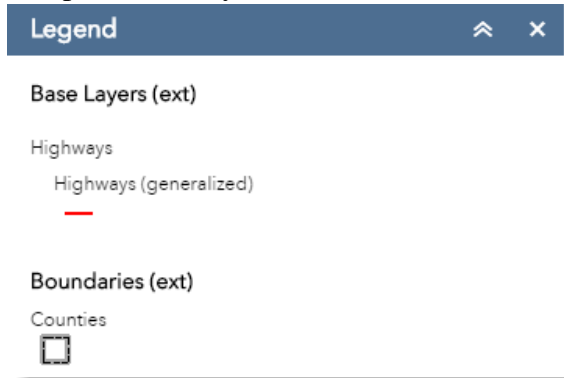 Legend
Base Layers (ext)
Highways
Highways (generalized)
Boundaries (ext)
Counties